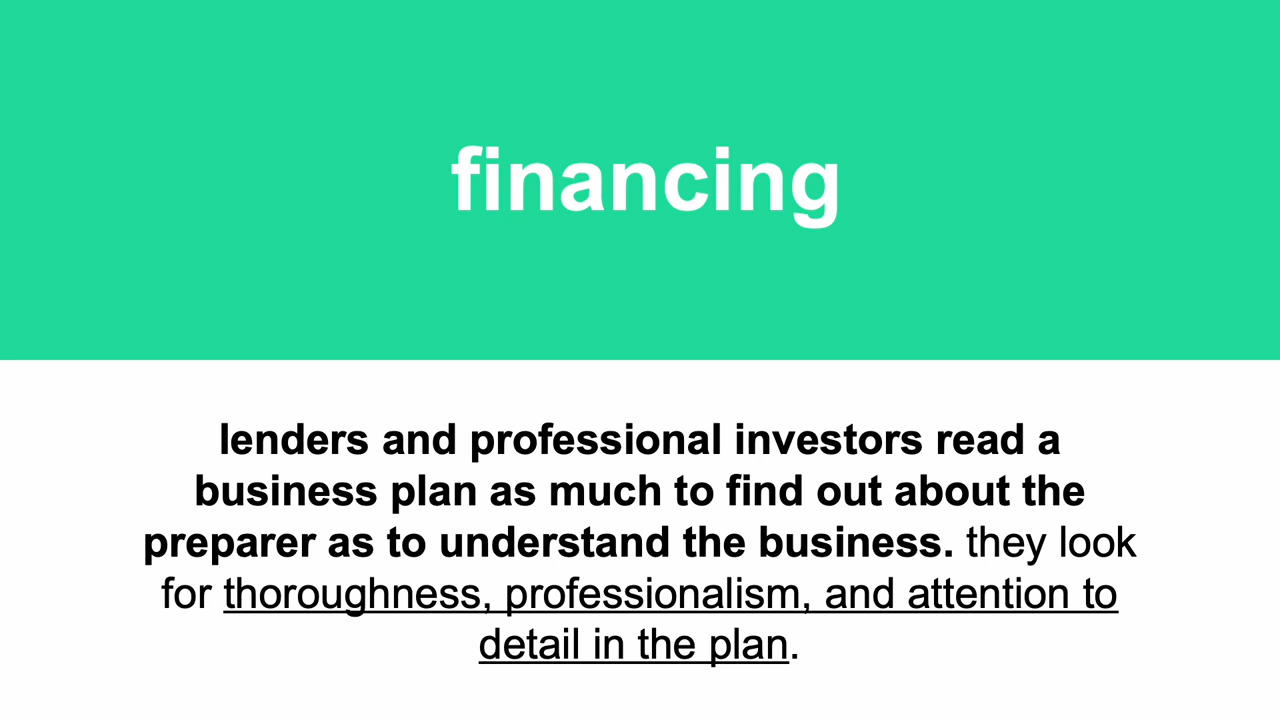 financing
lenders and professional investors read a
business plan as much to find out about the
preparer as to understand the business. they look
for thoroughness, professionalism, and attention to
detail in the plan.